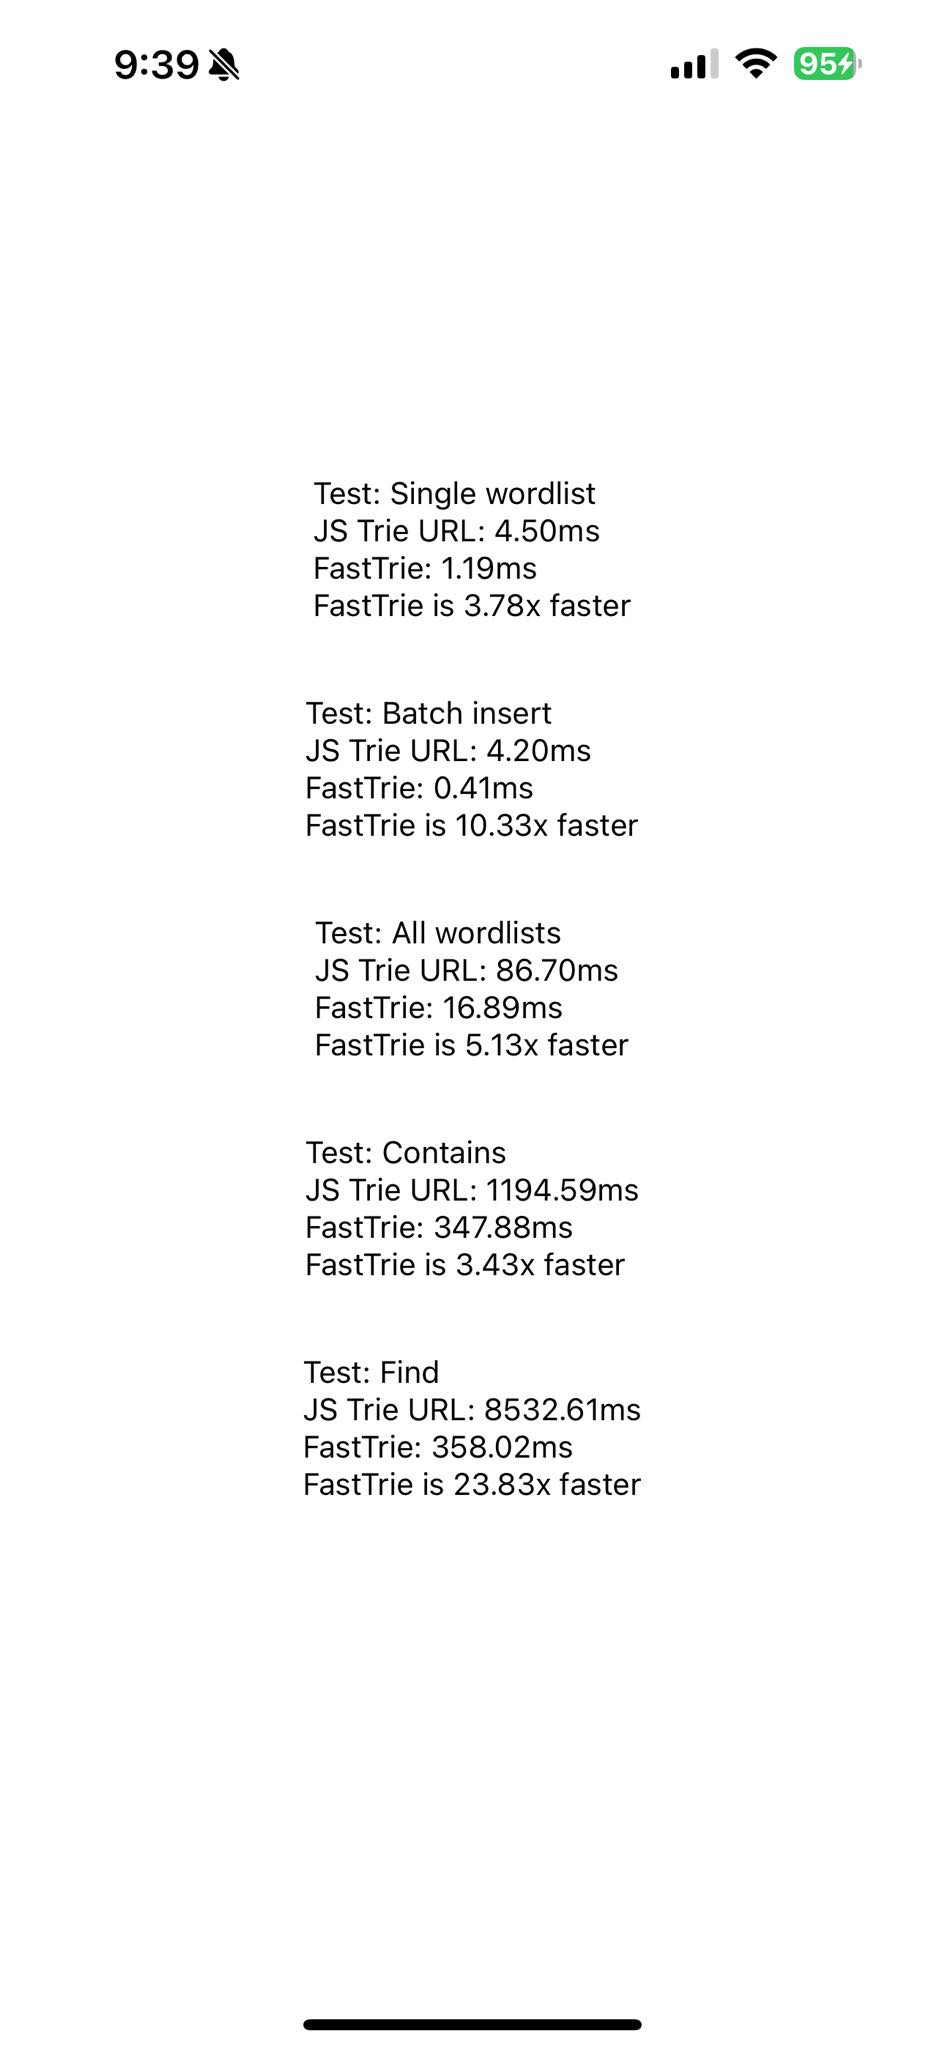 9:39
95
Test: Single wordlist
JS Trie URL: 4.50ms
FastTrie: 1.19ms
FastTrie is 3.78x faster
Test: Batch insert
JS Trie URL: 4.20ms
FastTrie: 0.41ms
FastTrie is 10.33x faster
Test: All wordlists
JS Trie URL: 86.70ms
FastTrie: 16.89ms
FastTrie is 5.13x faster
Test: Contains
JS Trie URL: 1194.59ms
FastTrie: 347.88ms
FastTrie is 3.43x faster
Test: Find
JS Trie URL: 8532.61ms
FastTrie: 358.02ms
FastTrie is 23.83x faster